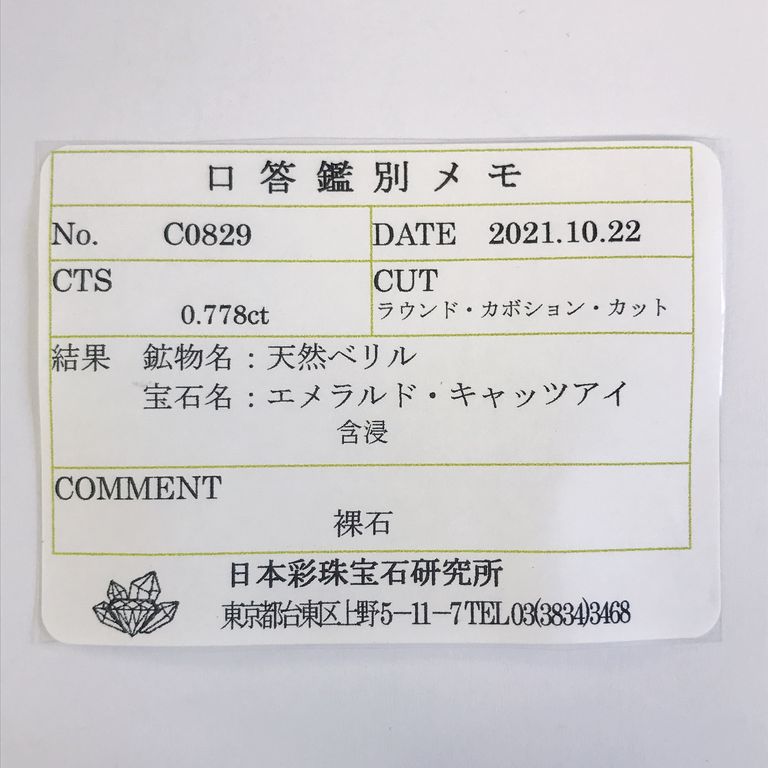 口答鑑別メモ
No. C0829 DATE 2021.10.22
CTS CUT
0.778ct ラウンド・カボション・カット
結果 鉱物名：天然ベリル
宝石名：エメラルド・キャッツアイ
含浸
COMMENT
裸石
日本彩珠宝石研究所
東京都台東区上野5－11－7 TEL 03(3834)3468